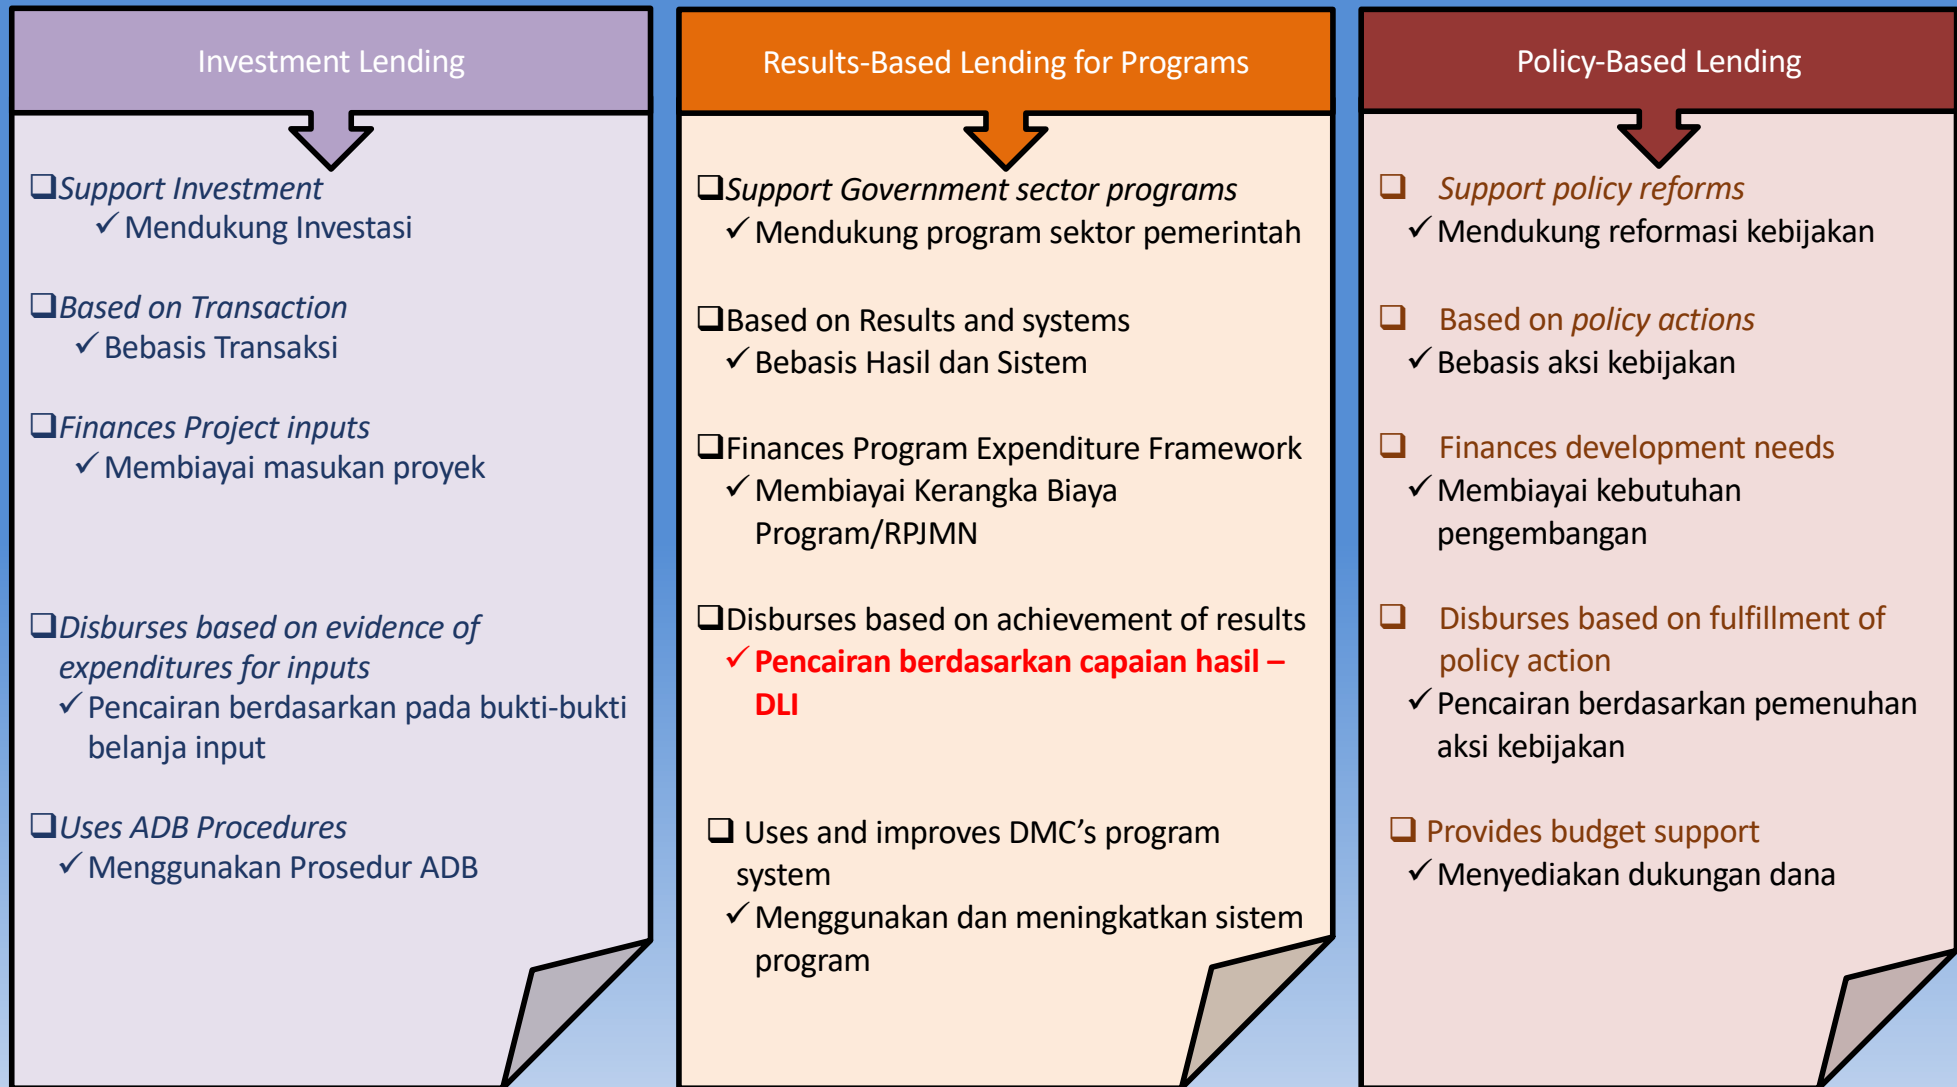 Investment Lending
❑Support Investment
✓Mendukung Investasi
❑Based on Transaction
✓Bebasis Transaksi
❑Finances Project inputs
✓Membiayai masukan proyek
❑Disburses based on evidence of
expenditures for inputs
✓Pencairan berdasarkan pada bukti-bukti
belanja input
❑Uses ADB Procedures
✓Menggunakan Prosedur ADB
Results-Based Lending for Programs
❑Support Government sector programs
✓Mendukung program sektor pemerintah
❑Based on Results and systems
✓Bebasis Hasil dan Sistem
❑Finances Program Expenditure Framework
✓Membiayai Kerangka Biaya
Program/RPJMN
❑Disburses based on achievement of results
✓Pencairan berdasarkan capaian hasil –
DLI
❑ Uses and improves DMC’s program
system
✓Menggunakan dan meningkatkan sistem
program
Policy-Based Lending
❑ Support policy reforms
✓Mendukung reformasi kebijakan
❑ Based on policy actions
✓Bebasis aksi kebijakan
❑ Finances development needs
✓Membiayai kebutuhan
pengembangan
❑ Disburses based on fulfillment of
policy action
✓Pencairan berdasarkan pemenuhan
aksi kebijakan
❑ Provides budget support
✓Menyediakan dukungan dana